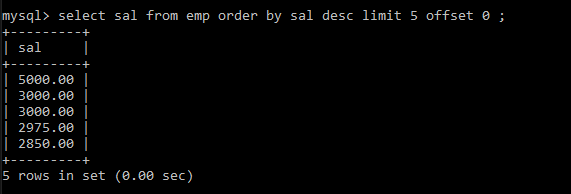 mysql> select sal from emp order by sal desc limit 5 offset 0 ;
+---------+
| sal     |
+---------+
| 5000.00 |
| 3000.00 |
| 3000.00 |
| 2975.00 |
| 2850.00 |
+---------+
5 rows in set (0.00 sec)